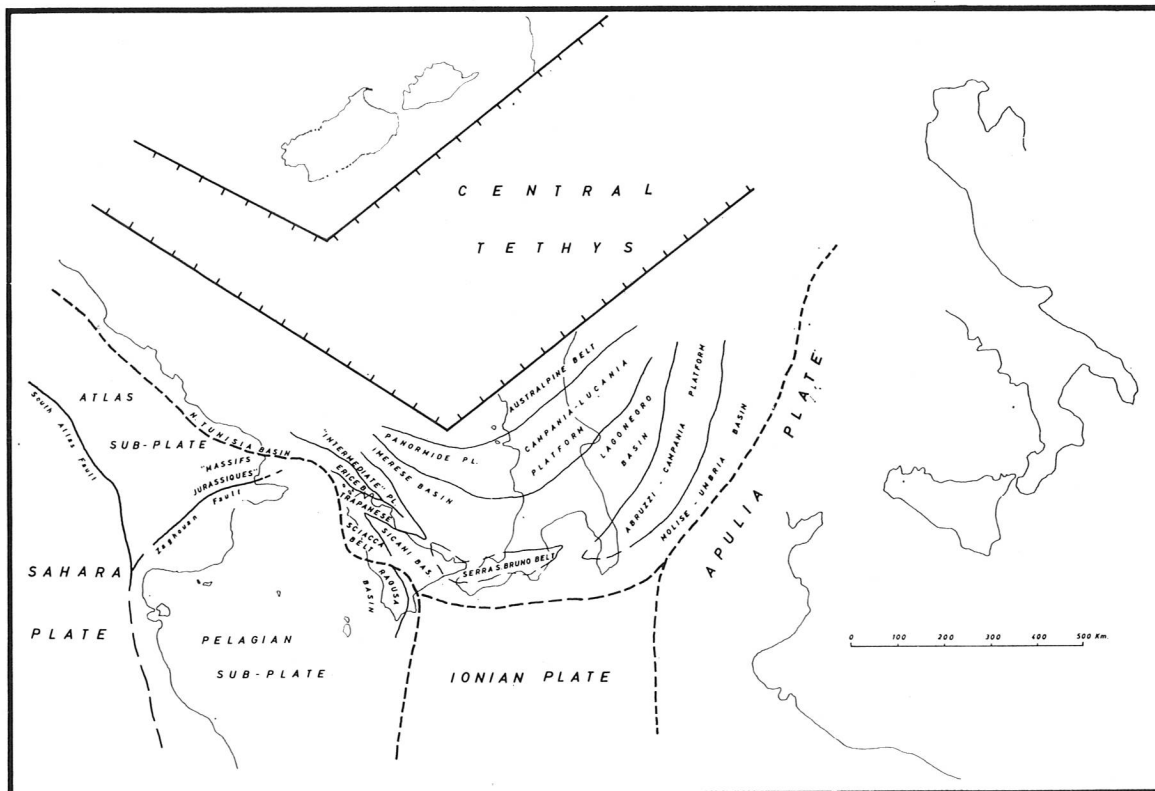 CENTRAL
TETHYS
ATLAS
SUB-PLATE
South Atlas Fault
N. TUNISIA BASIN
"MASSIFS
JURASSIQUES"
Zaghouan Fault
"INTERMEDIATE" PL.
ERICE B.
TRAPANESE
SCIACCA
BELT
SICANI BAS.
RAGUSA
BASIN
PANORMIDE PL.
IMERESE BASIN
AUSTRALPINE BELT
CAMPANIA-LUCANIA
PLATFORM
LAGONEGRO
BASIN
ABRUZZI-CAMPANIA PLATFORM
MOLISE-UMBRIA BASIN
SERRA S. BRUNO BELT
APULIA PLATE
SAHARA
PLATE
PELAGIAN
SUB-PLATE
IONIAN PLATE
0 100 200 300 400 500 Km.